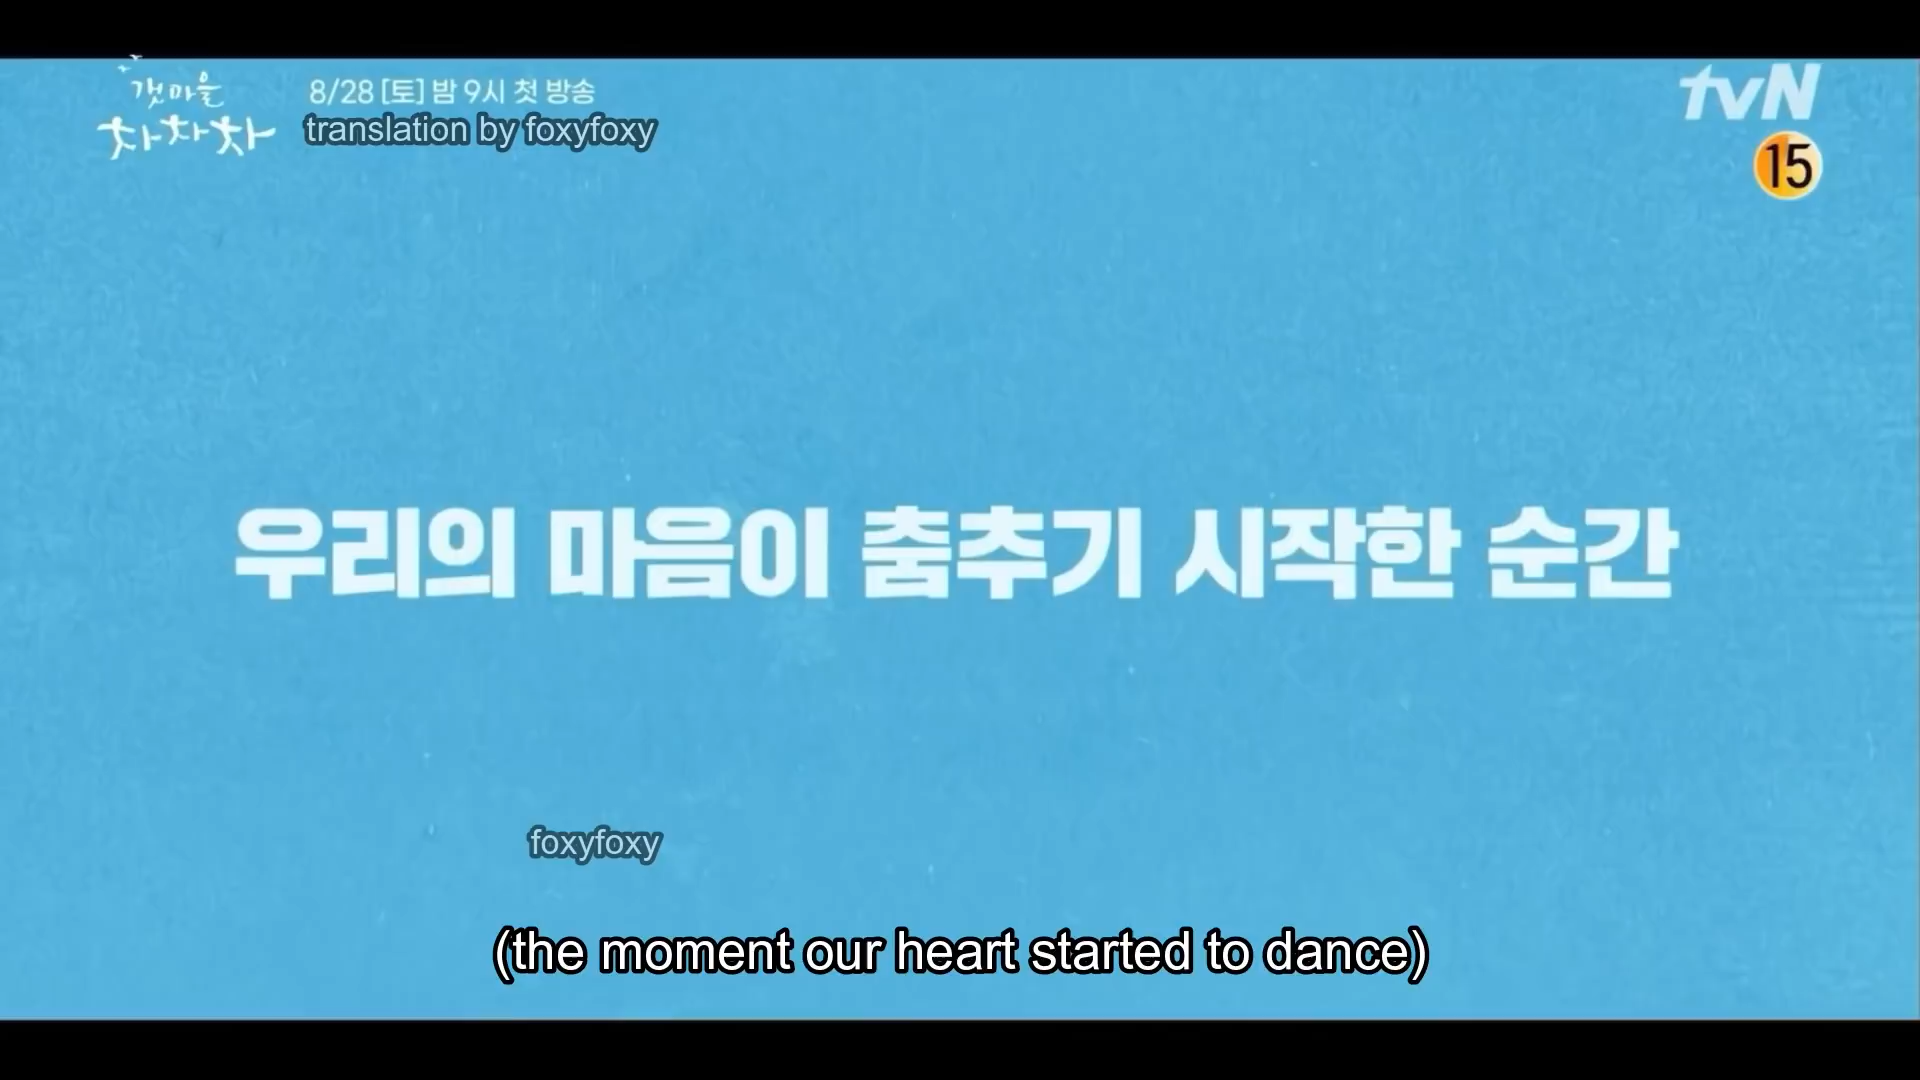 갯마을
차차차
8/28 [토] 밤 9시 첫 방송
translation by foxyfoxy
tvN
15
우리의 마음이 춤추기 시작한 순간
foxyfoxy
(the moment our heart started to dance)